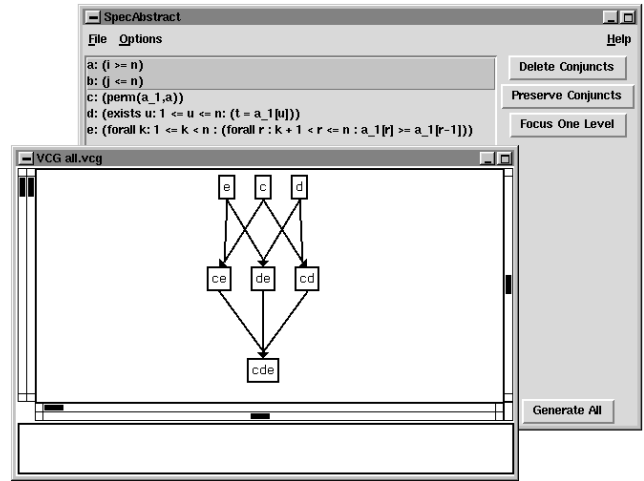 SpecAbstract
File Options Help
a: (i >= n)
b: (j <= n)
c: (perm(a_1,a))
d: (exists u: 1 <= u <= n: (t = a_1[u]))
e: (forall k: 1 <= k < n : (forall r : k + 1 < r <= n : a_1[r] >= a_1[r-1]))
Delete Conjuncts
Preserve Conjuncts
Focus One Level
VCG all.vcg
e c d
ce de cd
cde
Generate All